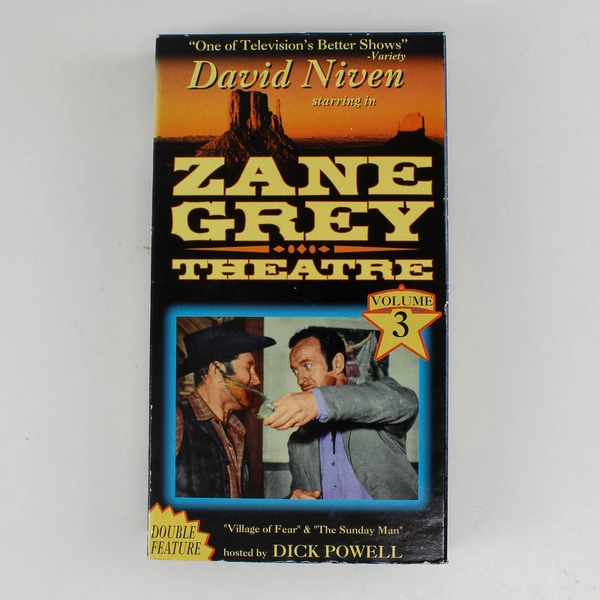 “One of Television's Better Shows”
-Variety
David Niven
starring in
ZANE
GREY
THEATRE
VOLUME
3
"Village of Fear" & "The Sunday Man"
DOUBLE
FEATURE
hosted by DICK POWELL